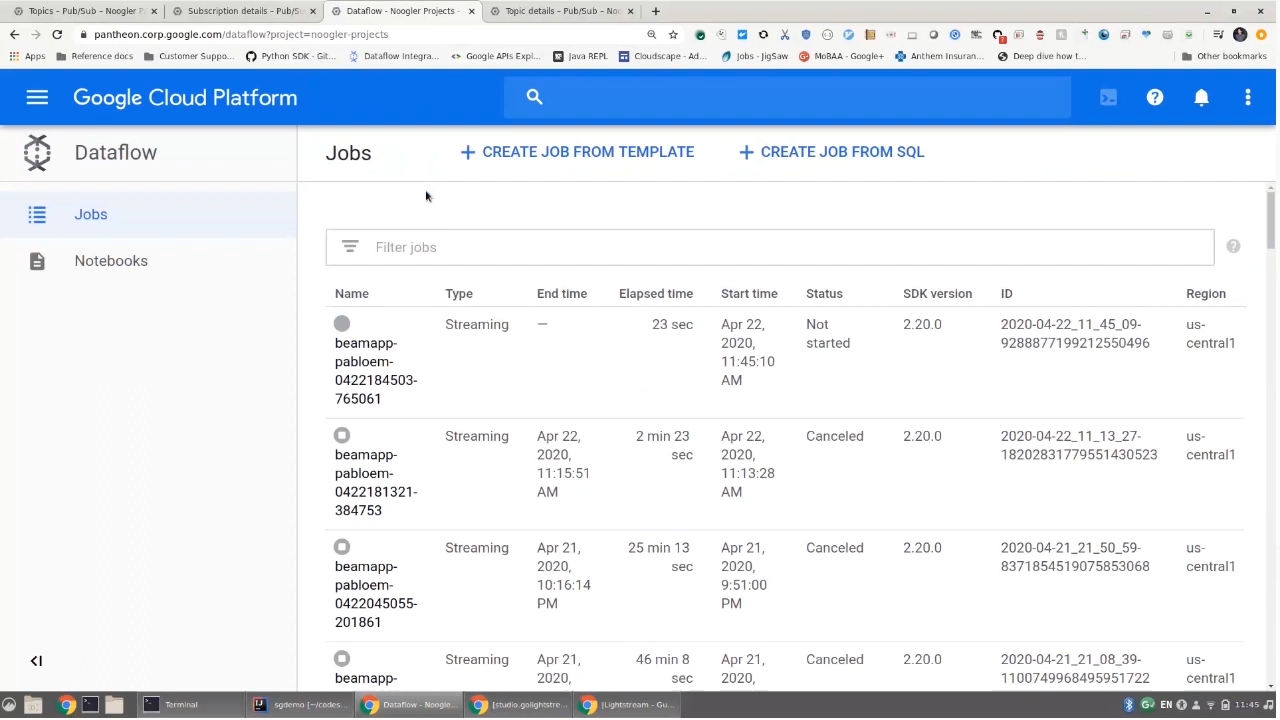 Topics – Pub/Sub – Noogler P
Subscription details – Pub/Su
Dataflow – Noogler Projects –
Topic details – Pub/Sub – Noo
pantheon.corp.google.com/dataflow?project=noogler-projects
Apps
Reference docs
Customer Suppo...
Python SDK - Git...
Dataflow Integra...
Google APIs Expl...
Java REPL
Cloudscape - Ad...
Jobs - JigSaw
MoBAA - Google+
Anthem Insuran...
Deep dive how t...
Other bookmarks
Google Cloud Platform
Dataflow
Jobs
CREATE JOB FROM TEMPLATE
CREATE JOB FROM SQL
Jobs
Notebooks
Filter jobs
Name Type End time Elapsed time Start time Status SDK version ID Region
Streaming — 23 sec Apr 22, Not 2.20.0 2020-04-22_11_45_09- us-
beamapp- 2020, started 9288877199212550496 central1
pabloem- 11:45:10
0422184503- AM
765061
Streaming Apr 22, 2 min 23 Apr 22, Canceled 2.20.0 2020-04-22_11_13_27- us-
beamapp- 2020, sec 2020, 18202831779551430523 central1
pabloem- 11:15:51 11:13:28
0422181321- AM AM
384753
Streaming Apr 21, 25 min 13 Apr 21, Canceled 2.20.0 2020-04-21_21_50_59- us-
beamapp- 2020, sec 2020, 8371854519075853068 central1
pabloem- 10:16:14 9:51:00
0422045055- PM PM
201861
Streaming Apr 21, 46 min 8 Apr 21, Canceled 2.20.0 2020-04-21_21_08_39- us-
beamapp- 2020, sec 2020, 1100749968495951722 central1
Terminal
sgdemo [~/codes...
Dataflow - Noogle...
[studio.golightstre...
[Lightstream - Gu...
EN
11:45